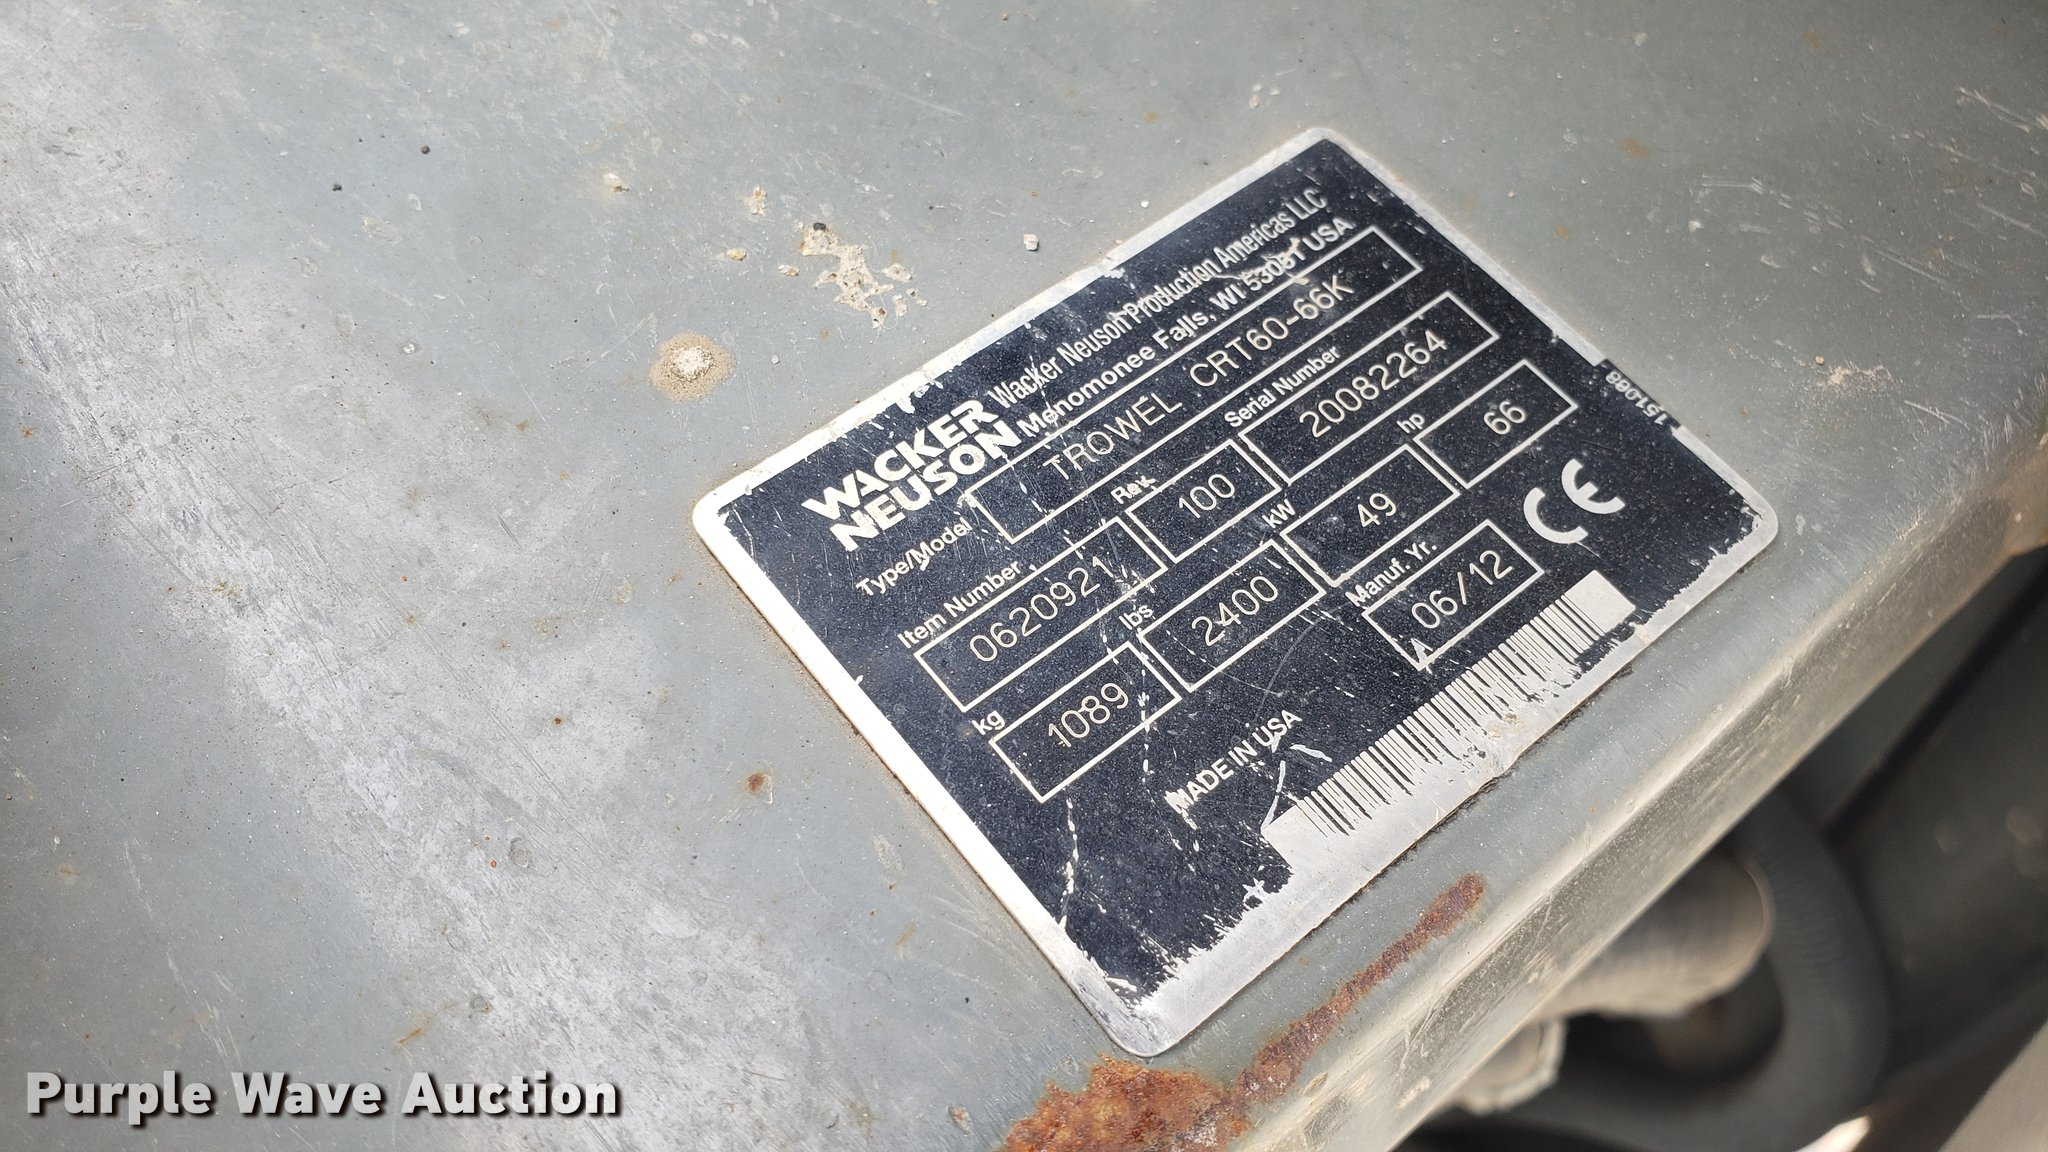 WACKER NEUSON
Wacker Neuson Production Americas LLC
Menomonee Falls, WI 53051 USA
Type/Model TROWEL CRT60-66K
Item Number Rev. Serial Number
0620921 100 20082264
kg lbs kW hp
1089 2400 49 66
Manuf. Yr.
06/12
CE
MADE IN USA
151088
Purple Wave Auction